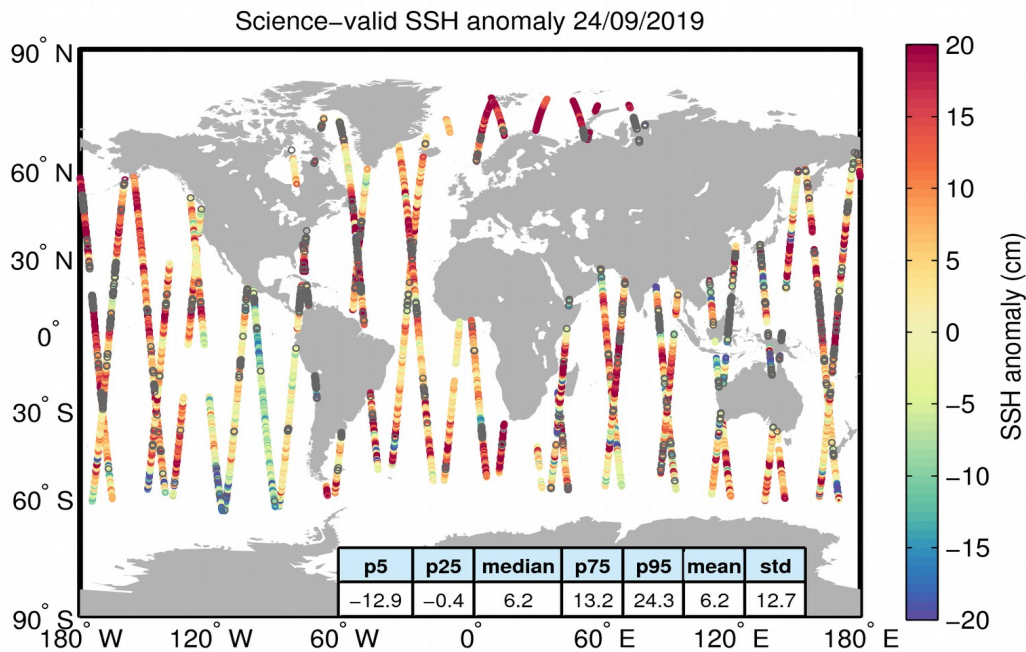 Science−valid SSH anomaly 24/09/2019
90° N
60° N
30° N
0°
30° S
60° S
90° S
180° W
120° W
60° W
0°
60° E
120° E
180° E
p5 p25 median p75 p95 mean std
−12.9 −0.4 6.2 13.2 24.3 6.2 12.7
20
15
10
5
0
−5
−10
−15
−20
SSH anomaly (cm)